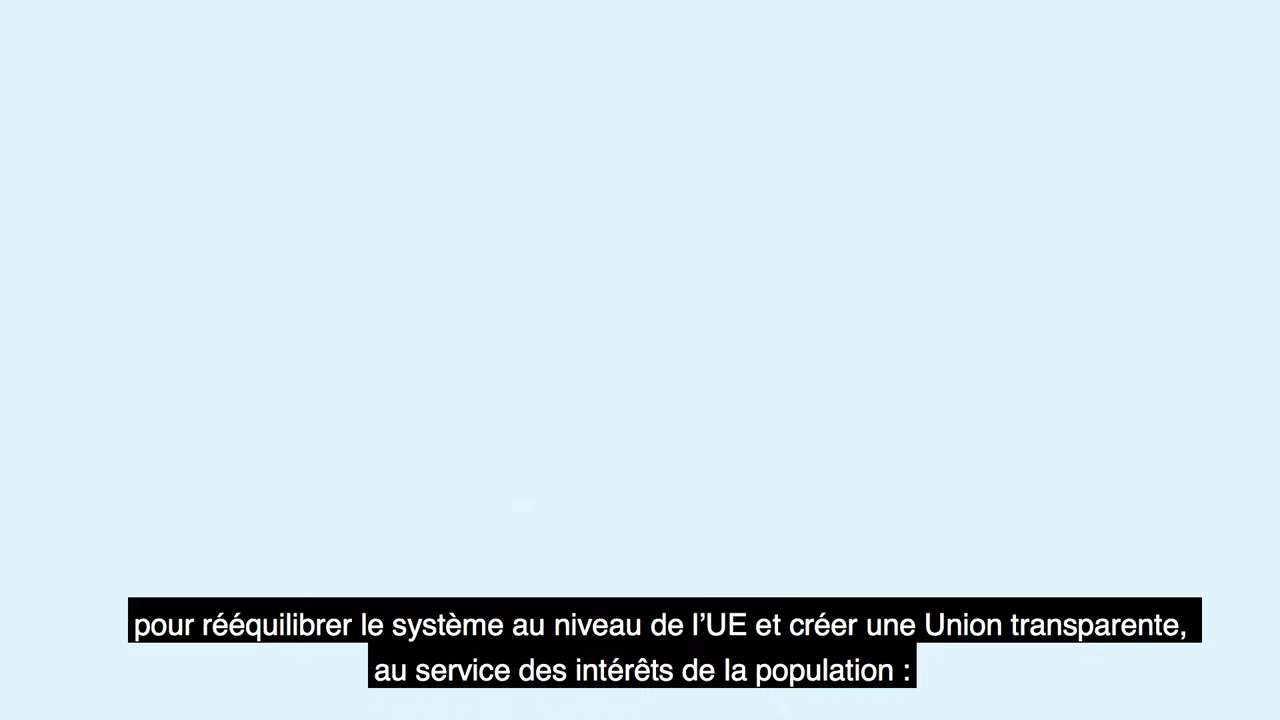 pour rééquilibrer le système au niveau de l’UE et créer une Union transparente,
au service des intérêts de la population :